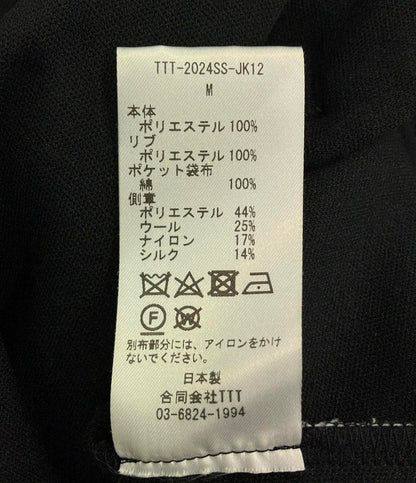 TTT-2024SS-JK12
M
本体
ポリエステル 100%
リブ
ポリエステル 100%
ポケット袋布
綿 100%
側章
ポリエステル 44%
ウール 25%
ナイロン 17%
シルク 14%
F W
別布部分には、アイロンをかけ
ないでください。
日本製
合同会社TTT
03-6824-1994